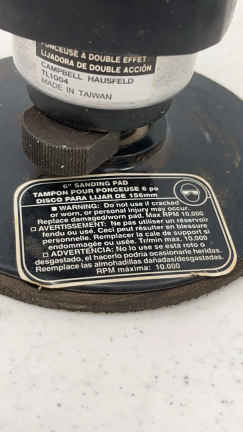 PONCEUSE À DOUBLE EFFET
LIJADORA DE DOBLE ACCIÓN
CAMPBELL HAUSFELD
TL1004
MADE IN TAIWAN
6" SANDING PAD
TAMPON POUR PONCEUSE 6 po
DISCO PARA LIJAR DE 156mm
WARNING: Do not use if cracked
or worn, or personal injury may occur.
Replace damaged/worn pad. Max RPM 10,000
AVERTISSEMENT: Ne pas utiliser un réservoir
fendu ou usé. Ceci peut résulter en blessure
personnelle. Remplacer la cale de support si
endommagée ou usée. Tr/min max, 10,000
ADVERTENCIA: No lo use se esta roto o
desgastado, el hacerlo podria ocasionarle heridas.
Reemplace las almohadillas dañadas/desgastadas.
RPM máxima: 10,000